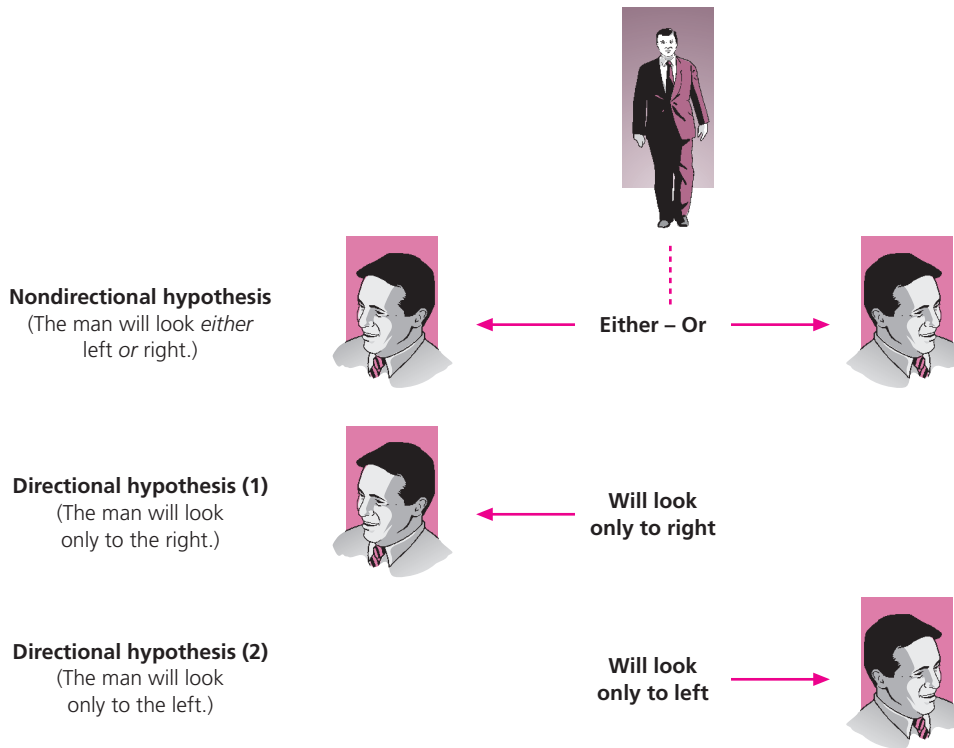 Nondirectional hypothesis
(The man will look either
left or right.)
Either – Or
Directional hypothesis (1)
(The man will look
only to the right.)
Will look
only to right
Directional hypothesis (2)
(The man will look
only to the left.)
Will look
only to left